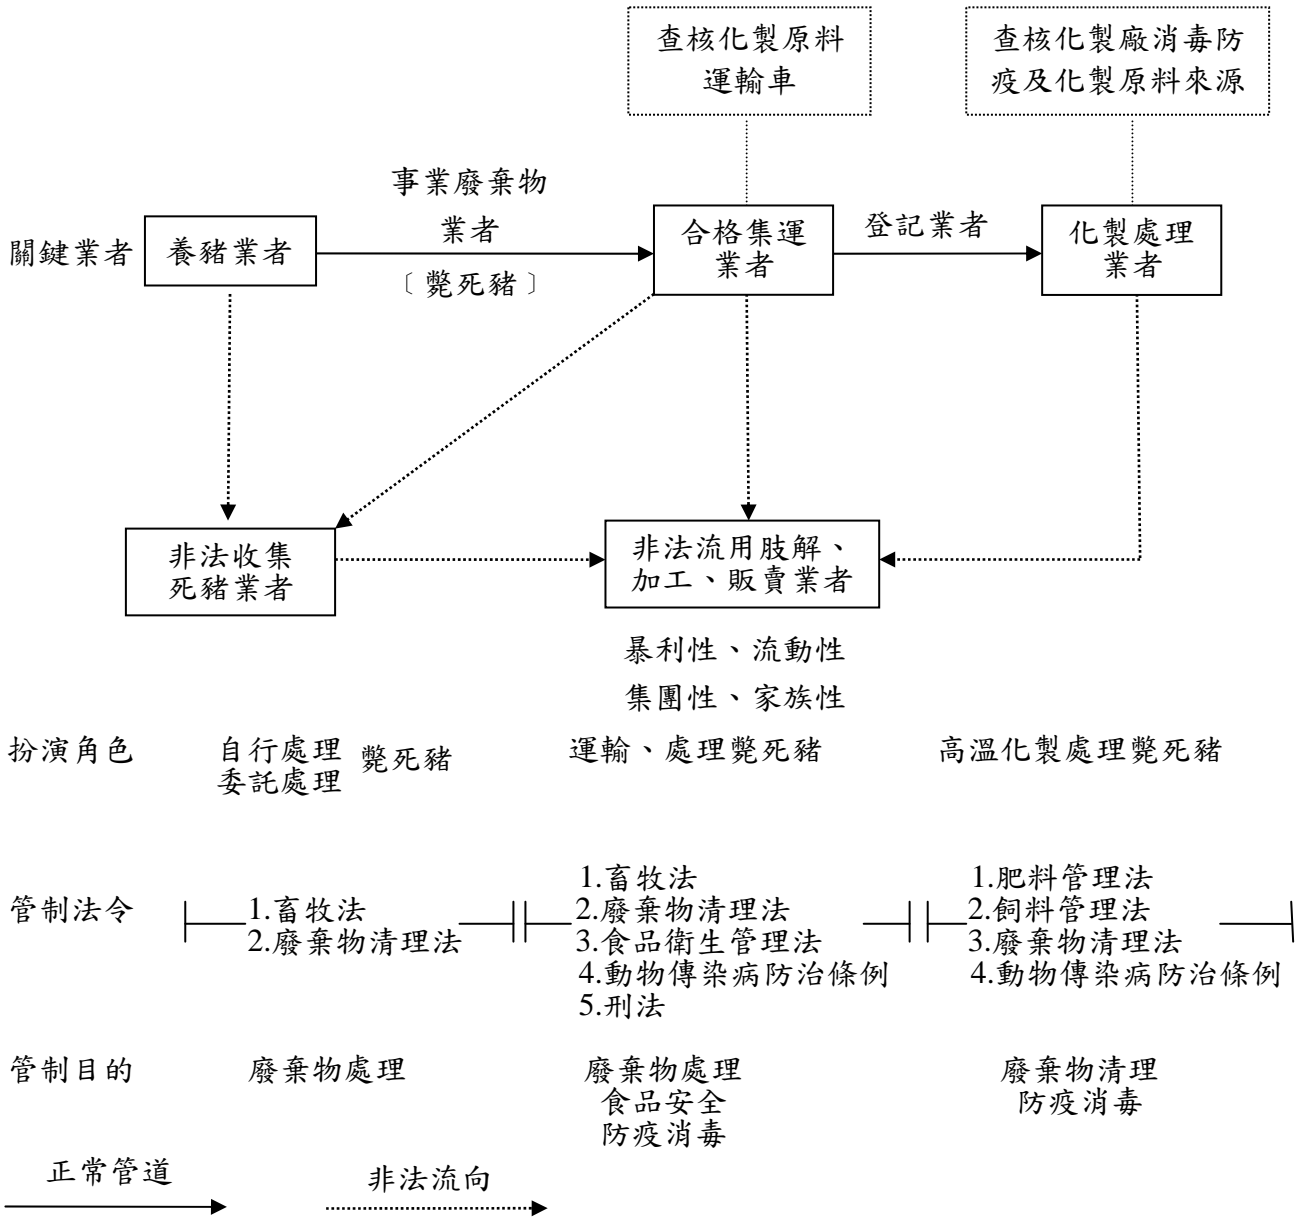 查核化製原料
運輸車
查核化製廠消毒防
疫及化製原料來源
關鍵業者
養豬業者
事業廢棄物
業者
〔斃死豬〕
合格集運
業者
登記業者
化製處理
業者
非法收集
死豬業者
非法流用肢解、
加工、販賣業者
暴利性、流動性
集團性、家族性
扮演角色
自行處理
委託處理
斃死豬
運輸、處理斃死豬
高溫化製處理斃死豬
管制法令
1.畜牧法
2.廢棄物清理法
1.畜牧法
2.廢棄物清理法
3.食品衛生管理法
4.動物傳染病防治條例
5.刑法
1.肥料管理法
2.飼料管理法
3.廢棄物清理法
4.動物傳染病防治條例
管制目的
廢棄物處理
廢棄物處理
食品安全
防疫消毒
廢棄物清理
防疫消毒
正常管道
非法流向